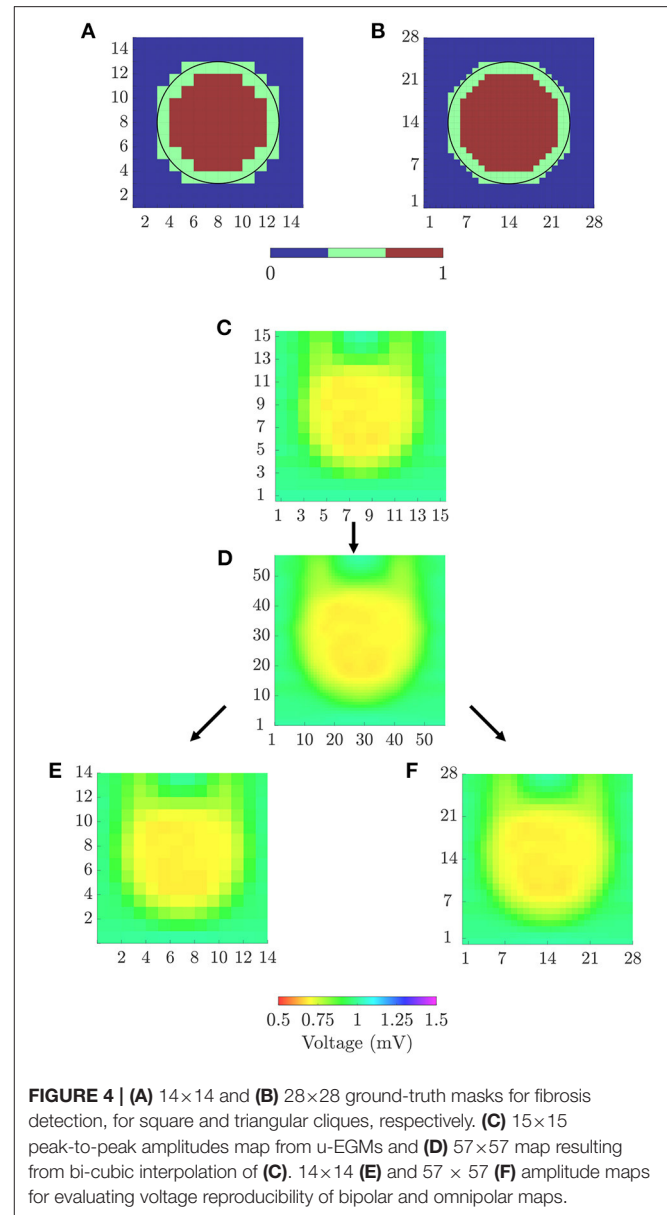 A
B
14
12
10
8
6
4
2
2 4 6 8 10 12 14
28
21
14
7
1
1 7 14 21 28
0 1
C
15
13
11
9
7
5
3
1
1 3 5 7 9 11 13 15
D
50
40
30
20
10
1
1 10 20 30 40 50
E
14
12
10
8
6
4
2
2 4 6 8 10 12 14
F
28
21
14
7
1
1 7 14 21 28
0.5 0.75 1 1.25 1.5
Voltage (mV)
FIGURE 4 | (A) 14×14 and (B) 28×28 ground-truth masks for fibrosis
detection, for square and triangular cliques, respectively. (C) 15×15
peak-to-peak amplitudes map from u-EGMs and (D) 57×57 map resulting
from bi-cubic interpolation of (C). 14×14 (E) and 57 × 57 (F) amplitude maps
for evaluating voltage reproducibility of bipolar and omnipolar maps.